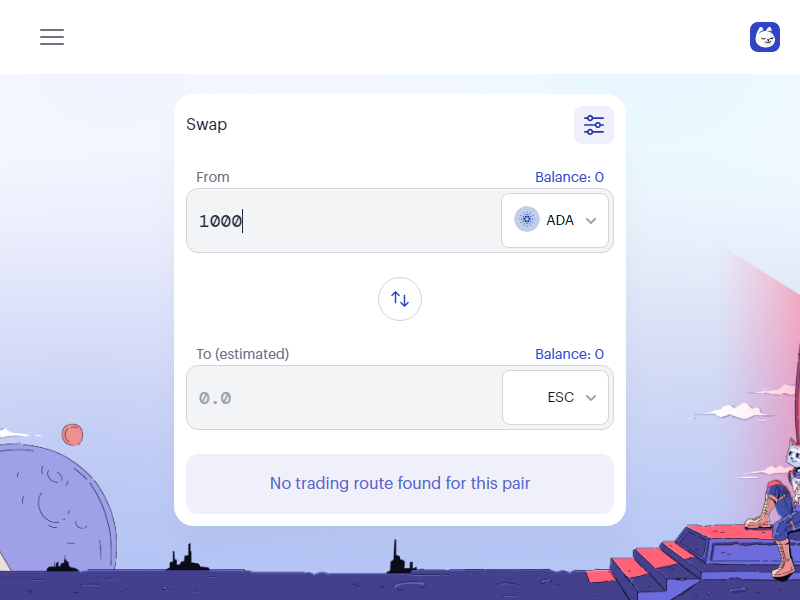 Swap
From
Balance: 0
1000
ADA
To (estimated)
Balance: 0
0.0
ESC
No trading route found for this pair